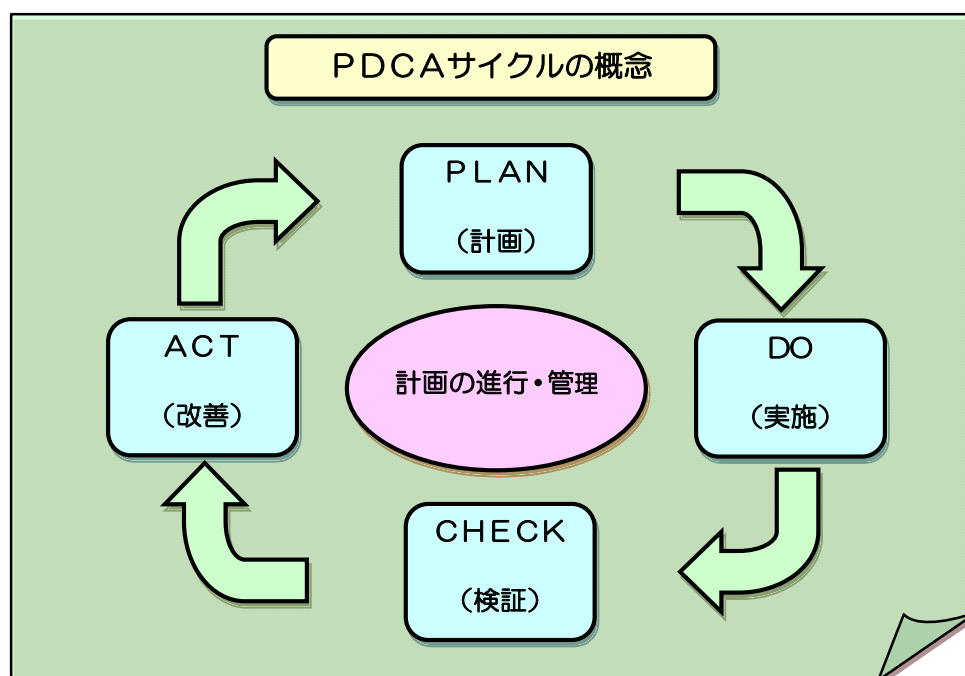 PDCAサイクルの概念
PLAN
（計画）
ACT
（改善）
計画の進行・管理
DO
（実施）
CHECK
（検証）